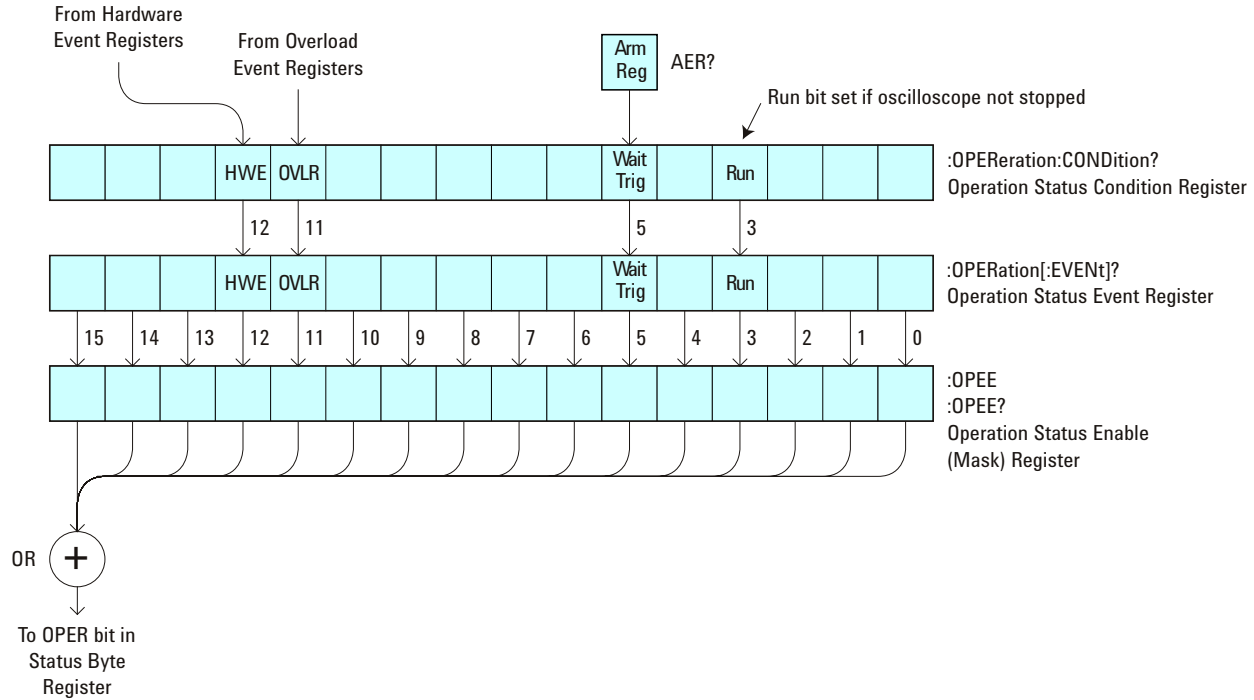 From Hardware
Event Registers
From Overload
Event Registers
Arm
Reg
AER?
Run bit set if oscilloscope not stopped
HWE
OVLR
Wait
Trig
Run
:OPEReration:CONDition?
Operation Status Condition Register
12
11
5
3
HWE
OVLR
Wait
Trig
Run
:OPERation[:EVENt]?
Operation Status Event Register
15
14
13
12
11
10
9
8
7
6
5
4
3
2
1
0
:OPEE
:OPEE?
Operation Status Enable
(Mask) Register
OR
+
To OPER bit in
Status Byte
Register